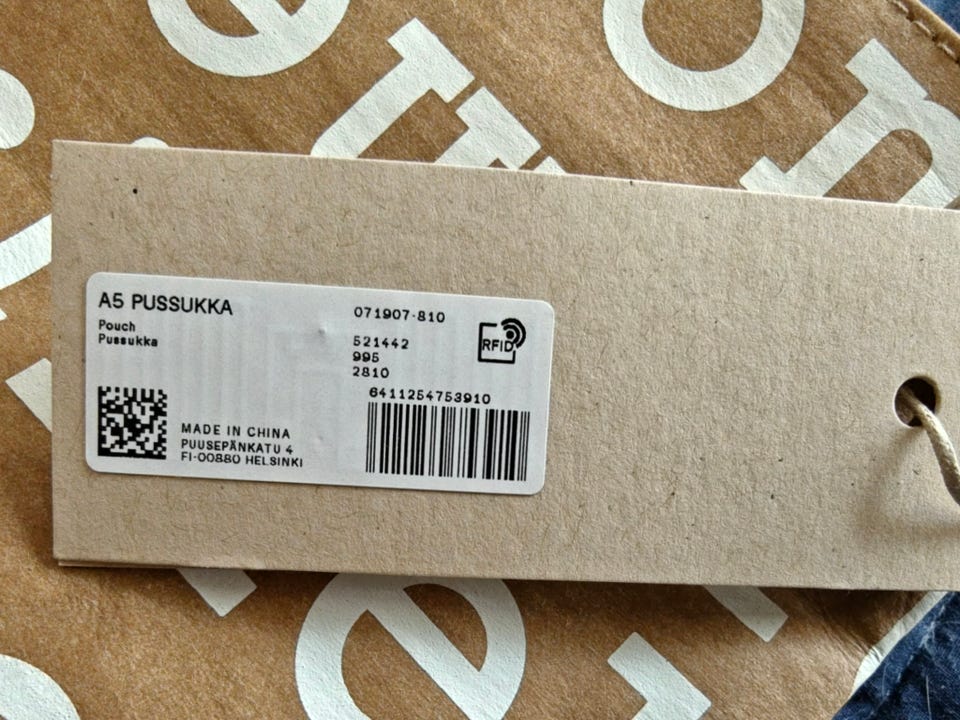 A5 PUSSUKKA
Pouch
Pussukka
071907-810
521442
995
2810
RFID
6411254753910
MADE IN CHINA
PUUSEPÄNKATU 4
FI-00880 HELSINKI